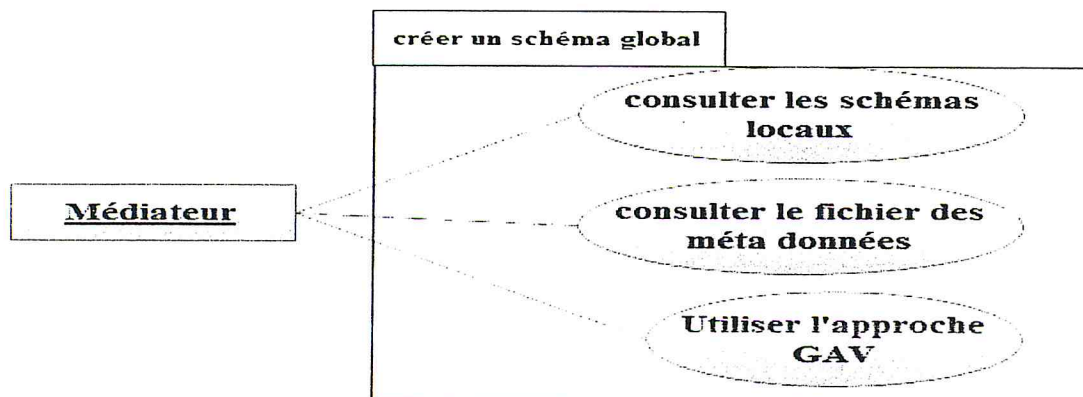 créer un schéma global
consulter les schémas
locaux
Médiateur
consulter le fichier des
méta données
Utiliser l'approche
GAV